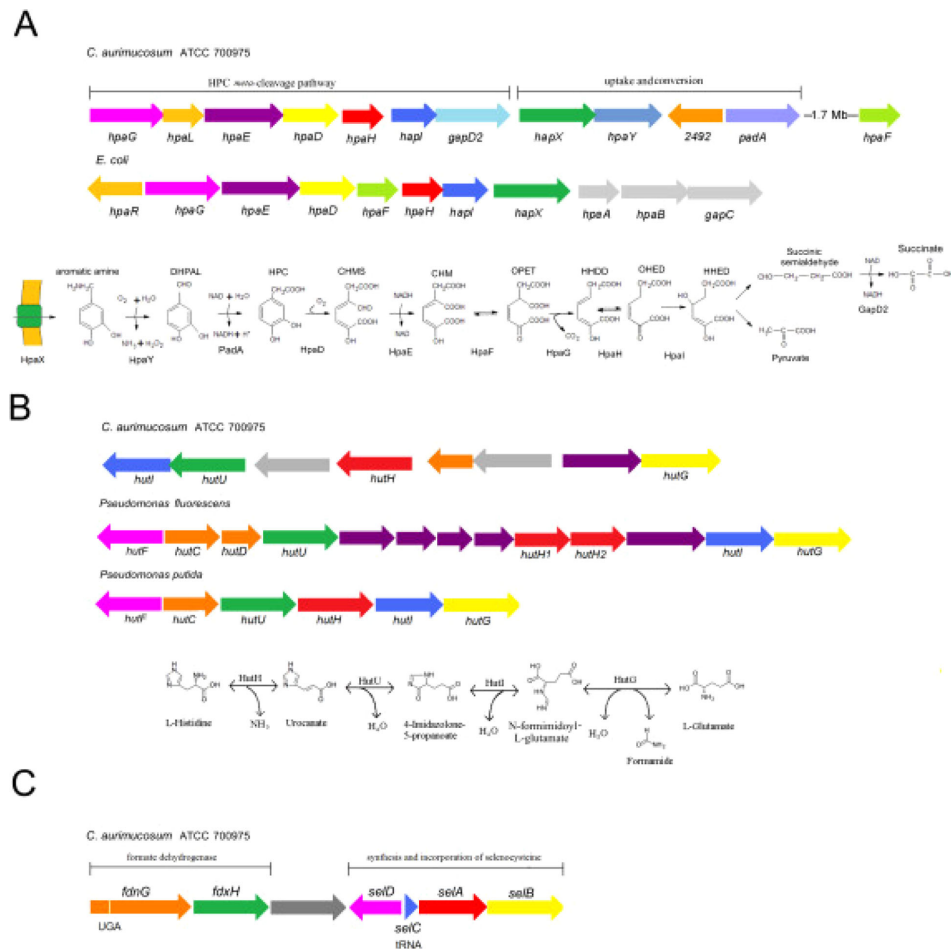 A
C. aurimucosum ATCC 700975
HPC meta-cleavage pathway
uptake and conversion
hpaG hpaL hpaE hpaD hpaH hapI gapD2 hapX hpaY 2492 padA 1.7 Mb hpaF
E. coli
hpaR hpaG hpaE hpaD hpaF hpaH hapI hapX hpaA hpaB gapC
aromatic amine DHPAL HPC CHMS CHM OPET HHDD OHED HHED Succinic semialdehyde Succinate
HpaX HpaY PadA HpaD HpaE HpaF HpaG HpaH HpaI GapD2
O₂ H₂O NH₃ H₂O₂ NAD H₂O NADH H⁺ O₂ NADH NAD CO₂ NAD NADH
Pyruvate
B
C. aurimucosum ATCC 700975
hutI hutU hutH hutG
Pseudomonas fluorescens
hutF hutC hutD hutU hutH1 hutH2 hutI hutG
Pseudomonas putida
hutF hutC hutU hutH hutI hutG
HutH HutU HutI HutG
L-Histidine NH₃ Urocanate H₂O 4-Imidazolone-
5-propanoate H₂O N-formimidoyl-
L-glutamate H₂O Formamide L-Glutamate
C
C. aurimucosum ATCC 700975
formate dehydrogenase
synthesis and incorporation of selenocysteine
fdnG fdxH selD selA selB
UGA selC
tRNA